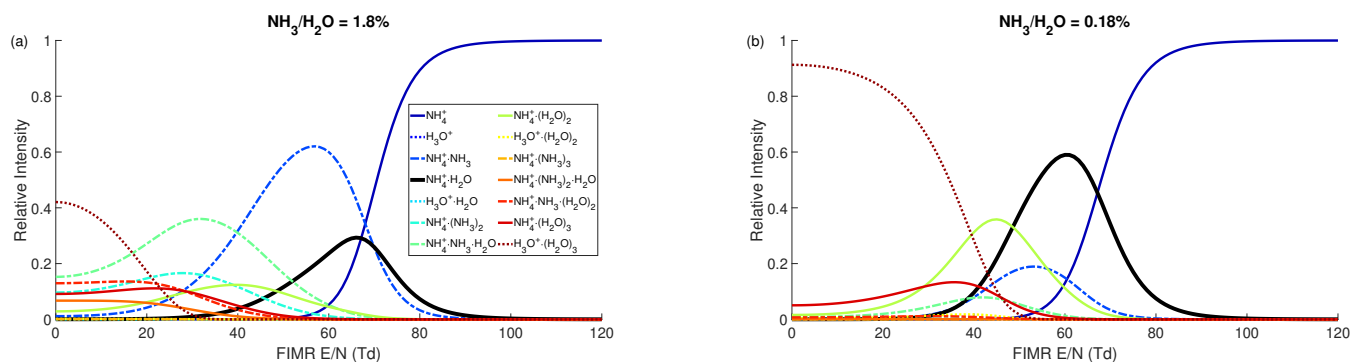 NH₃/H₂O = 1.8%
(a)
Relative Intensity
1
0.8
0.6
0.4
0.2
0
0 20 40 60 80 100 120
FIMR E/N (Td)
NH₄⁺
H₃O⁺
NH₄⁺·NH₃
NH₄⁺·H₂O
H₃O⁺·H₂O
NH₄⁺·(NH₃)₂
NH₄⁺·NH₃·H₂O
NH₄⁺·(H₂O)₂
H₃O⁺·(H₂O)₂
NH₄⁺·(NH₃)₃
NH₄⁺·(NH₃)₂·H₂O
NH₄⁺·NH₃·(H₂O)₂
NH₄⁺·(H₂O)₃
H₃O⁺·(H₂O)₃
NH₃/H₂O = 0.18%
(b)
Relative Intensity
1
0.8
0.6
0.4
0.2
0
0 20 40 60 80 100 120
FIMR E/N (Td)